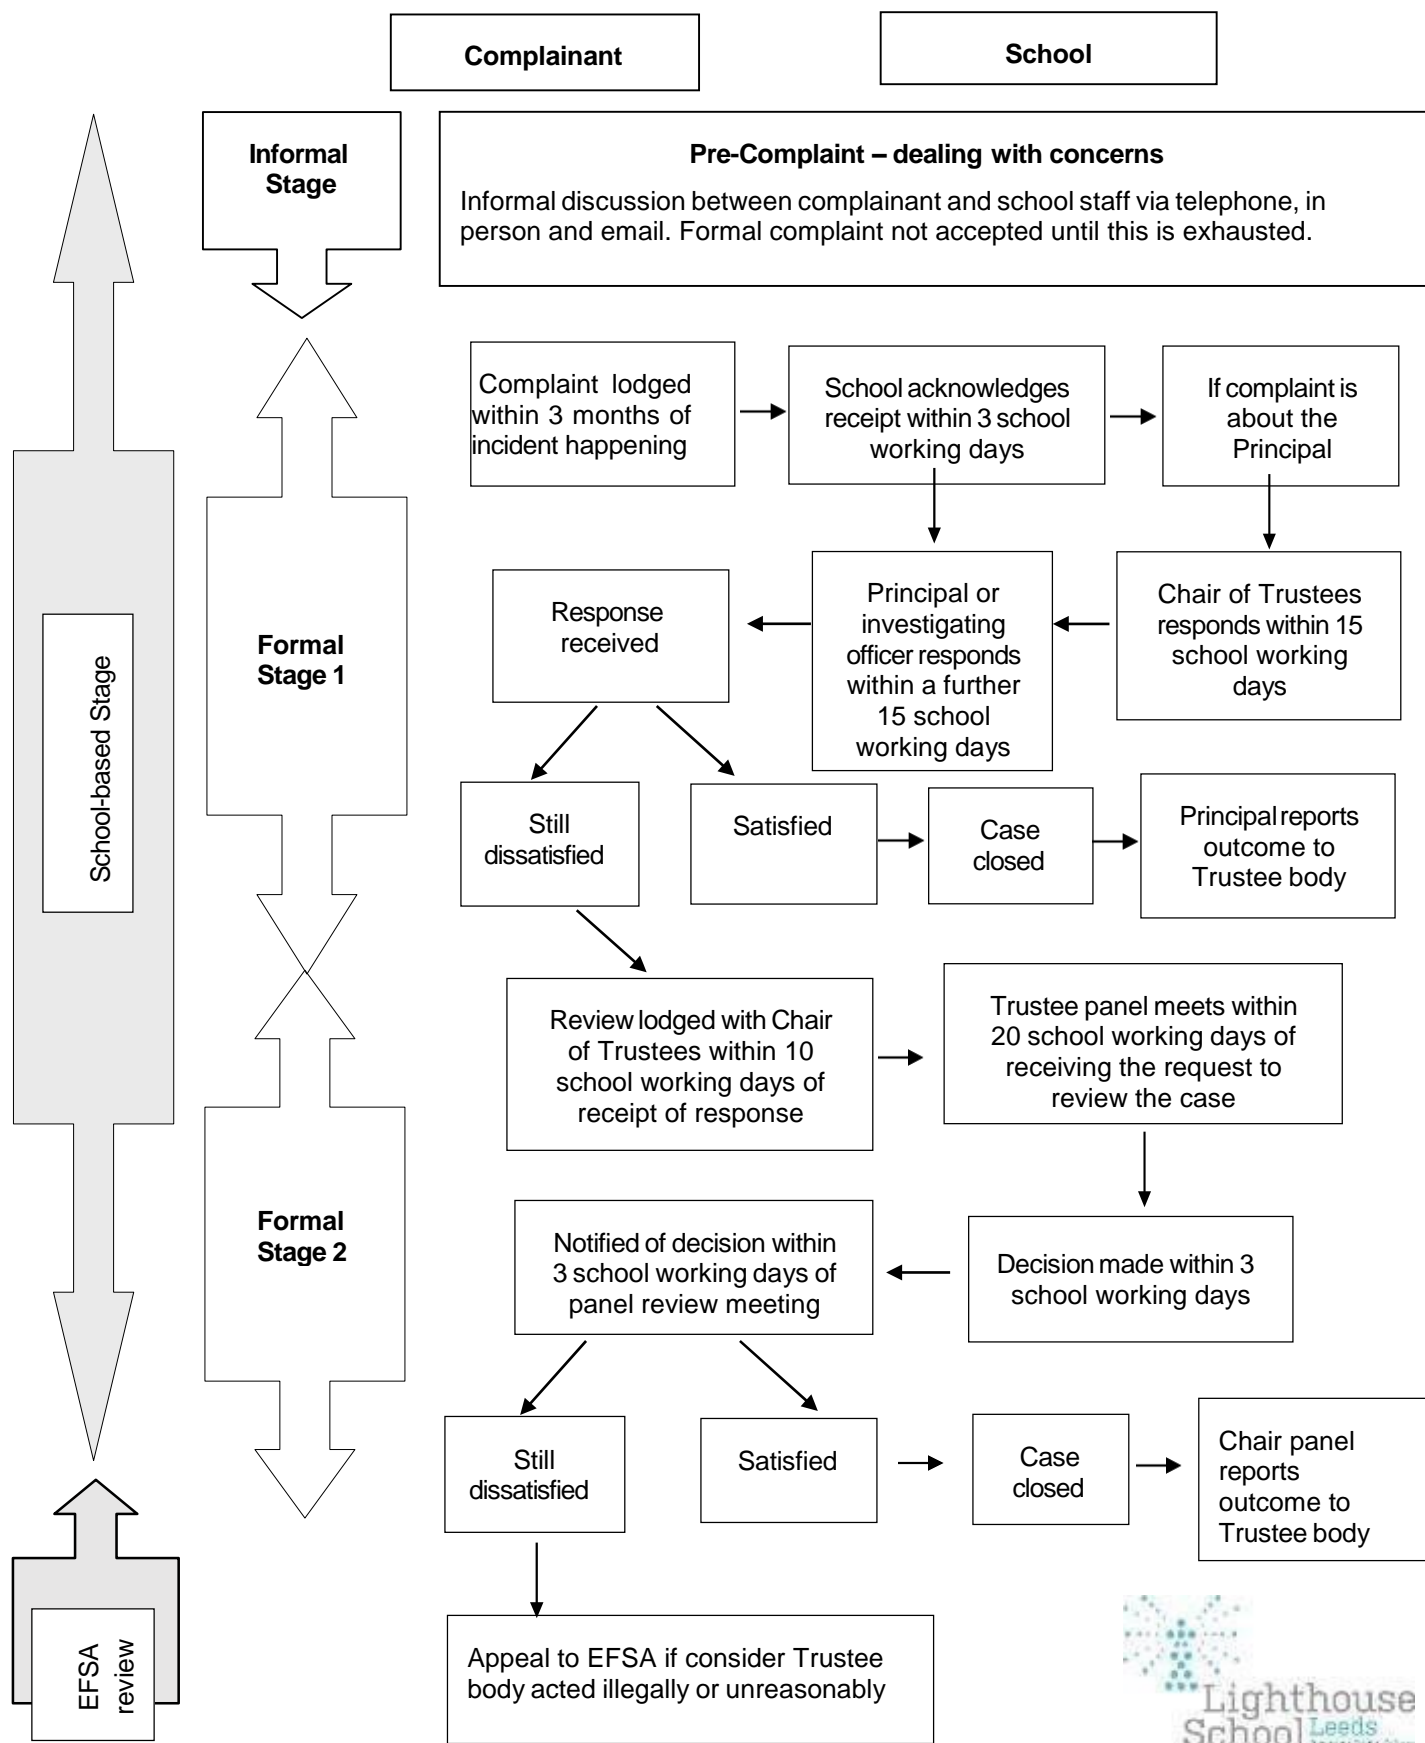 Complainant
School
Informal
Stage
Pre-Complaint – dealing with concerns
Informal discussion between complainant and school staff via telephone, in
person and email. Formal complaint not accepted until this is exhausted.
Complaint lodged
within 3 months of
incident happening
School acknowledges
receipt within 3 school
working days
If complaint is
about the
Principal
School-based Stage
Formal
Stage 1
Response
received
Principal or
investigating
officer responds
within a further
15 school
working days
Chair of Trustees
responds within 15
school working
days
Still
dissatisfied
Satisfied
Case
closed
Principal reports
outcome to
Trustee body
Review lodged with Chair
of Trustees within 10
school working days of
receipt of response
Trustee panel meets within
20 school working days of
receiving the request to
review the case
Formal
Stage 2
Notified of decision within
3 school working days of
panel review meeting
Decision made within 3
school working days
Still
dissatisfied
Satisfied
Case
closed
Chair panel
reports
outcome to
Trustee body
EFSA
review
Appeal to EFSA if consider Trustee
body acted illegally or unreasonably
Lighthouse
School Leeds